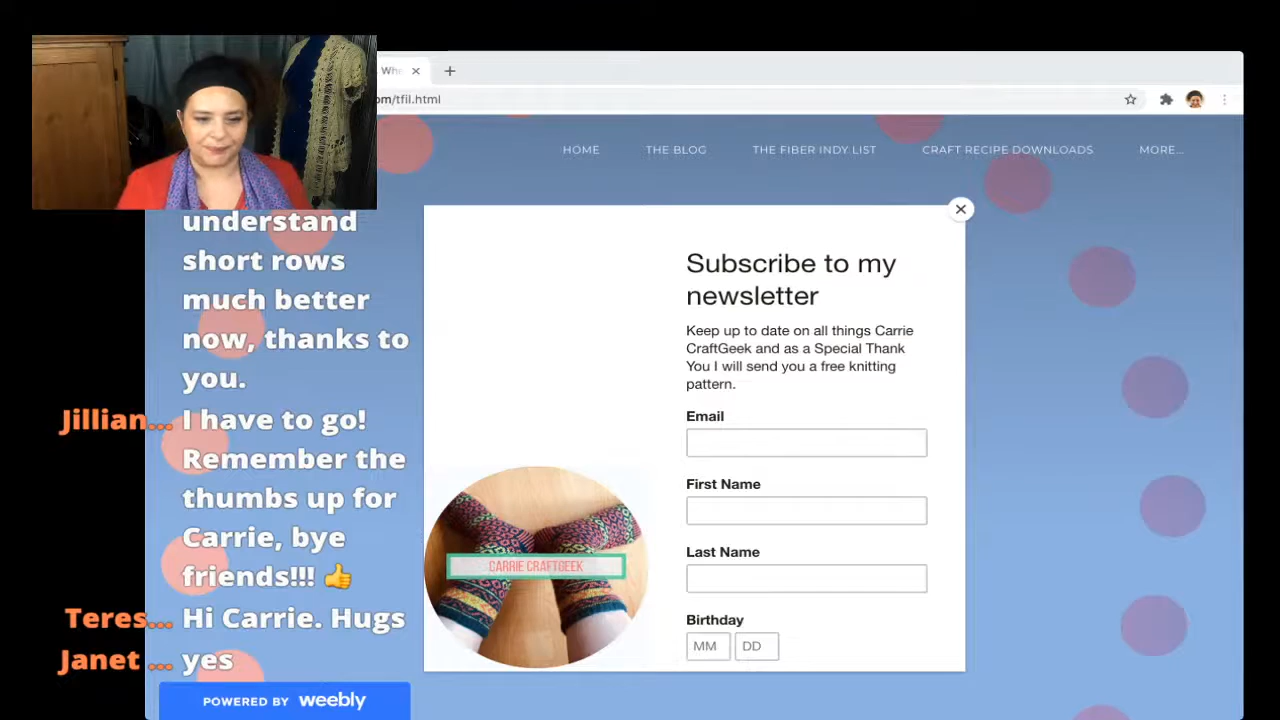 Whe
om/tfil.html
HOME THE BLOG THE FIBER INDY LIST CRAFT RECIPE DOWNLOADS MORE...
understand
short rows
much better
now, thanks to
you.
Jillian... I have to go!
Remember the
thumbs up for
Carrie, bye
friends!!! 👍
Teres... Hi Carrie. Hugs
Janet ... yes
POWERED BY weebly
Subscribe to my
newsletter
Keep up to date on all things Carrie
CraftGeek and as a Special Thank
You I will send you a free knitting
pattern.
Email
First Name
Last Name
Birthday
MM DD
CARRIE CRAFTGEEK